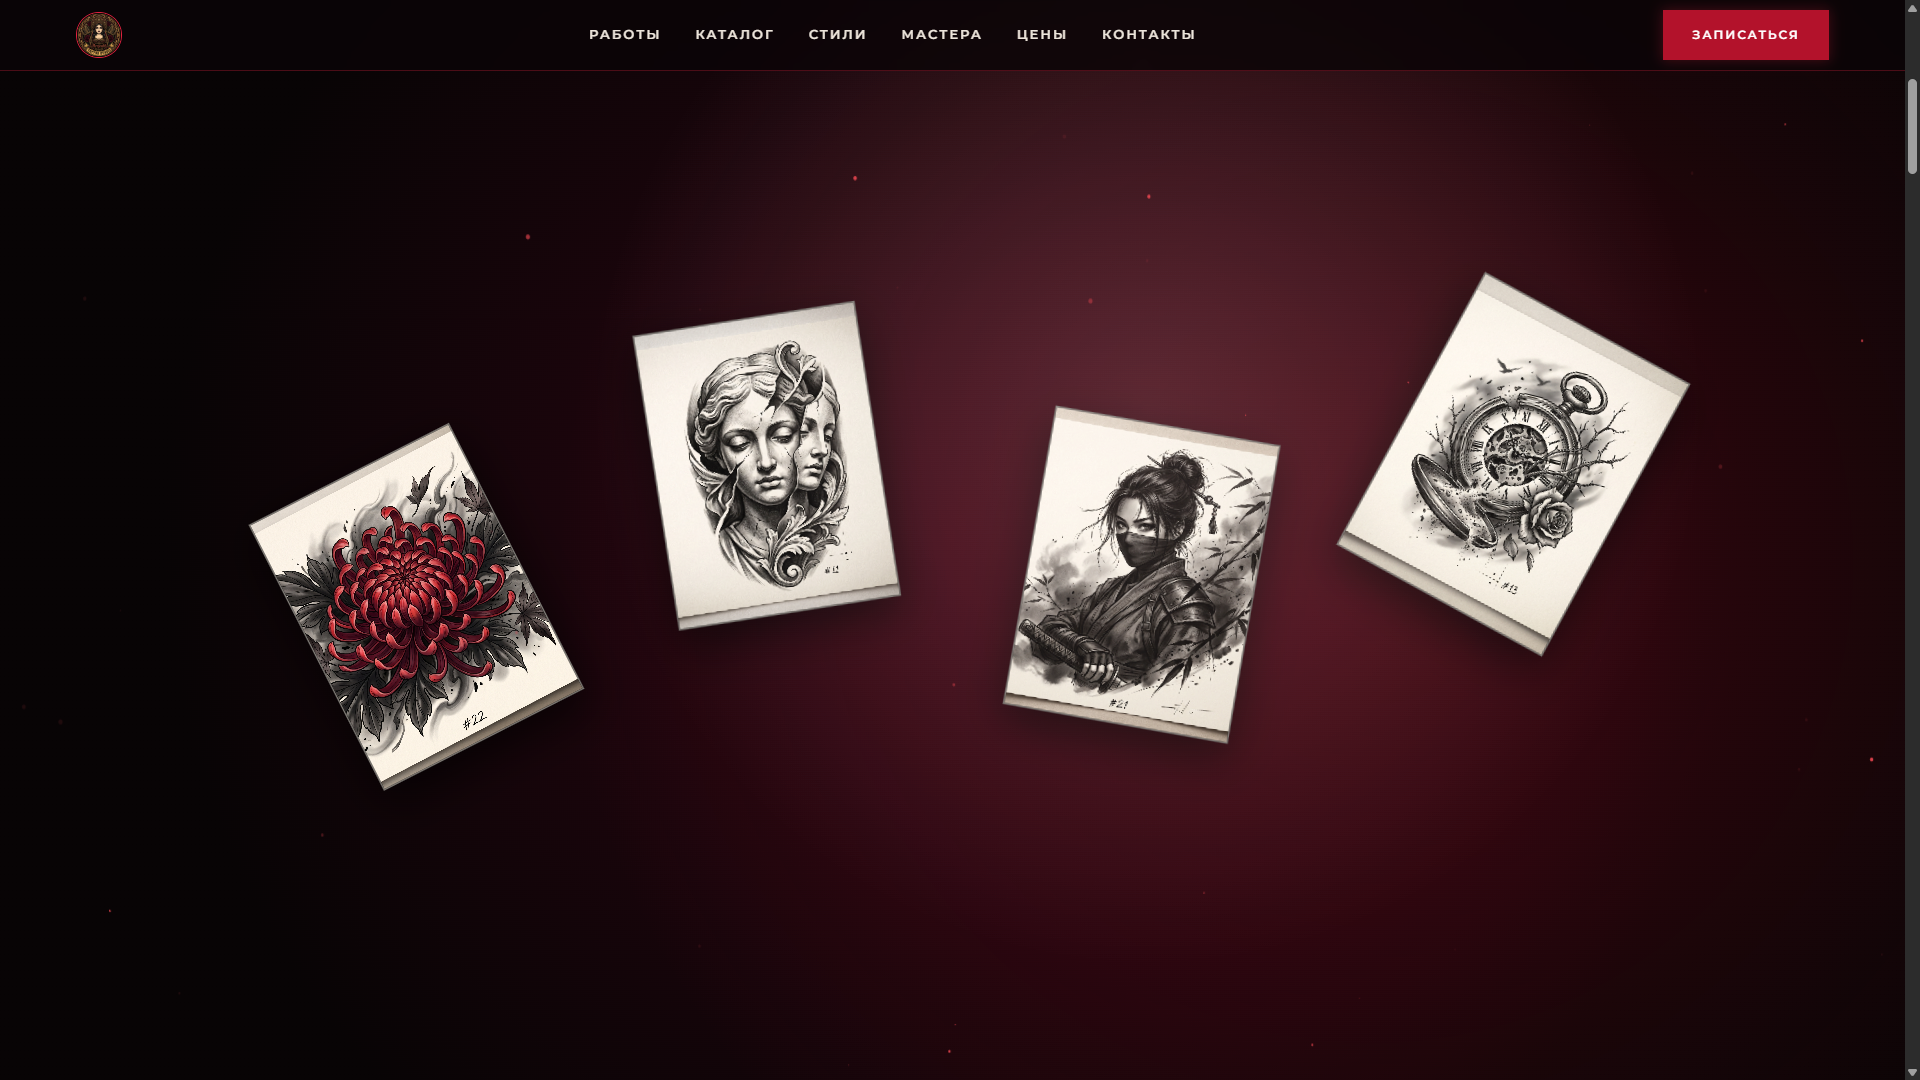 РАБОТЫ
КАТАЛОГ
СТИЛИ
МАСТЕРА
ЦЕНЫ
КОНТАКТЫ
ЗАПИСАТЬСЯ
#22
#21
#13